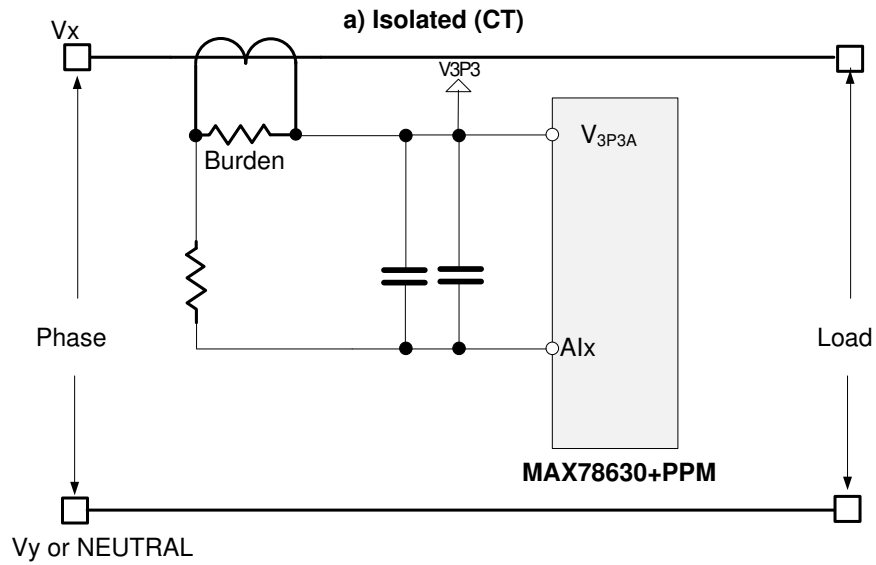 a) Isolated (CT)
Vx
V3P3
V3P3A
Burden
Phase
AIx
Load
MAX78630+PPM
Vy or NEUTRAL